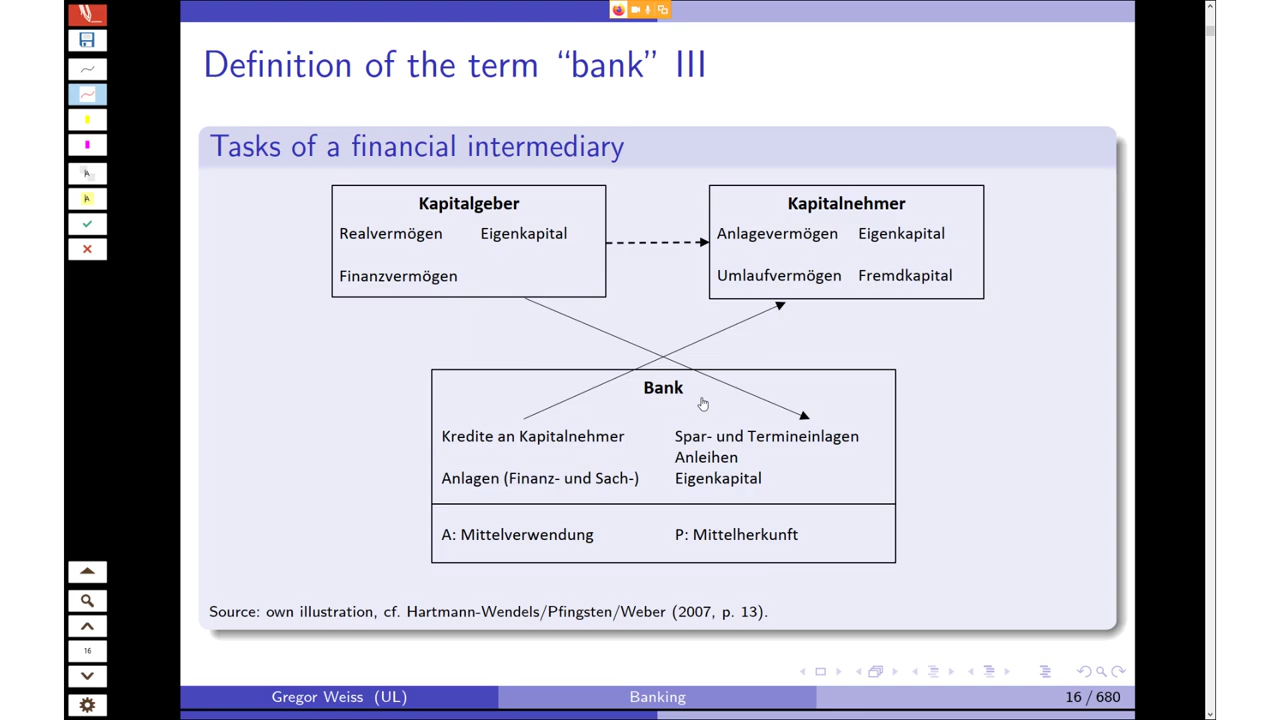 Definition of the term “bank” III
Tasks of a financial intermediary
Kapitalgeber
Realvermögen Eigenkapital
Finanzvermögen
Kapitalnehmer
Anlagevermögen Eigenkapital
Umlaufvermögen Fremdkapital
Bank
Kredite an Kapitalnehmer
Anlagen (Finanz- und Sach-)
Spar- und Termineinlagen
Anleihen
Eigenkapital
A: Mittelverwendung P: Mittelherkunft
Source: own illustration, cf. Hartmann-Wendels/Pfingsten/Weber (2007, p. 13).
16
Gregor Weiss (UL) Banking 16 / 680